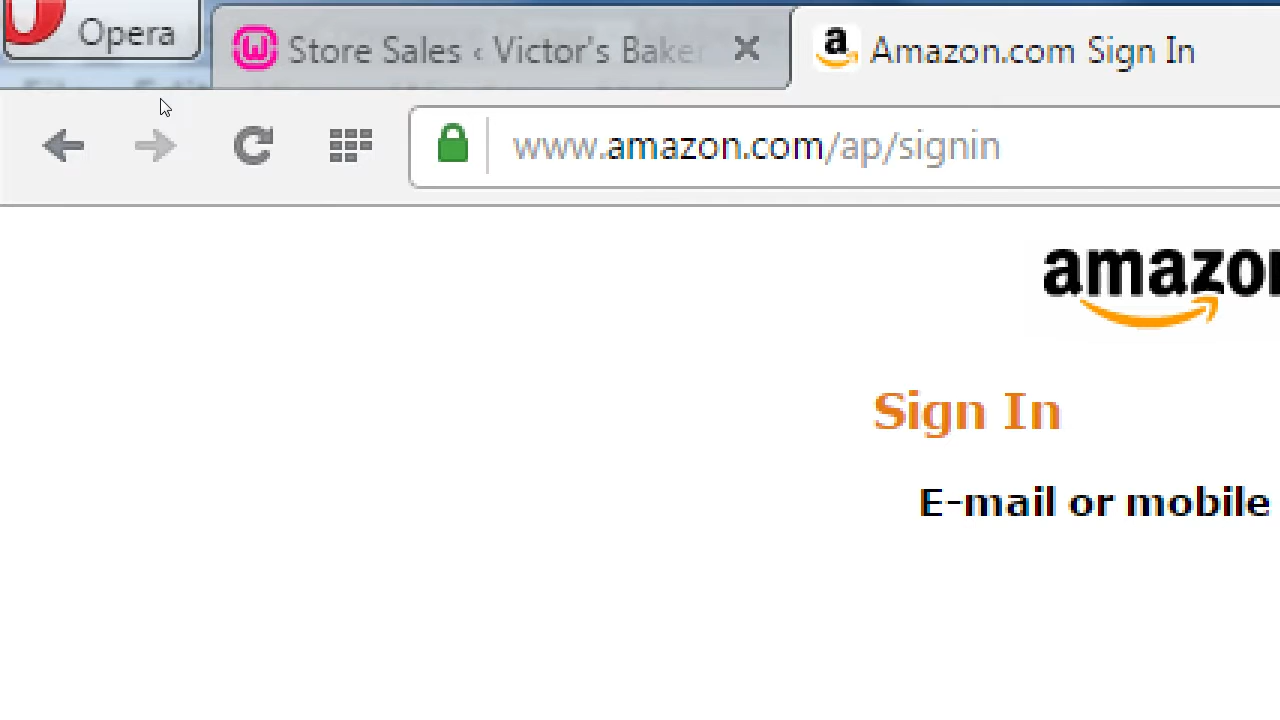 Opera
Store Sales ‹ Victor's Baker
Amazon.com Sign In
www.amazon.com/ap/signin
amazon
Sign In
E-mail or mobile